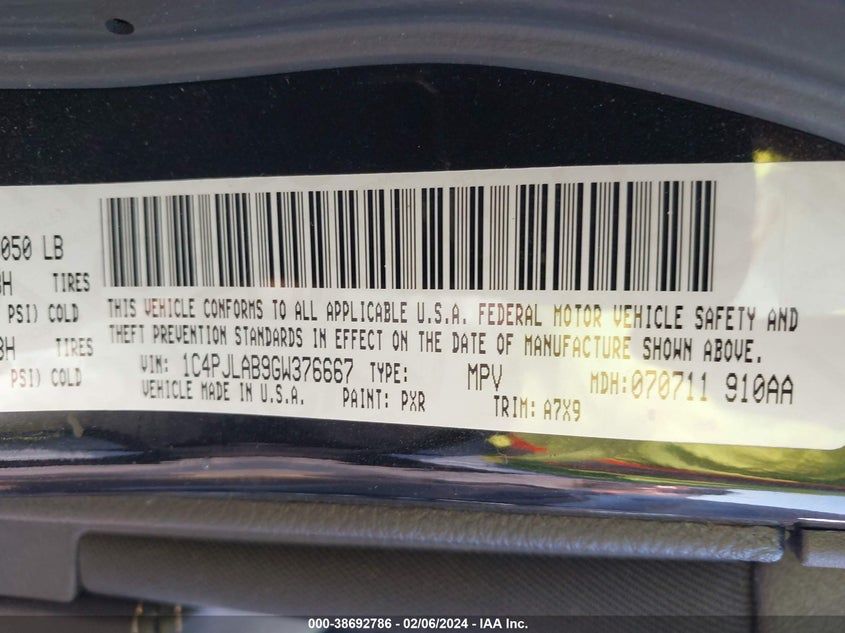 050 LB
TIRES
PSI) COLD
TIRES
PSI) COLD
THIS VEHICLE CONFORMS TO ALL APPLICABLE U.S.A. FEDERAL MOTOR VEHICLE SAFETY AND
THEFT PREVENTION STANDARDS IN EFFECT ON THE DATE OF MANUFACTURE SHOWN ABOVE.
VIN: 1C4PJLAB9GW376667 TYPE: MPV MDH:070711 910AA
VEHICLE MADE IN U.S.A. PAINT: PXR TRIM: A7X9
000-38692786 - 02/06/2024 - IAA Inc.